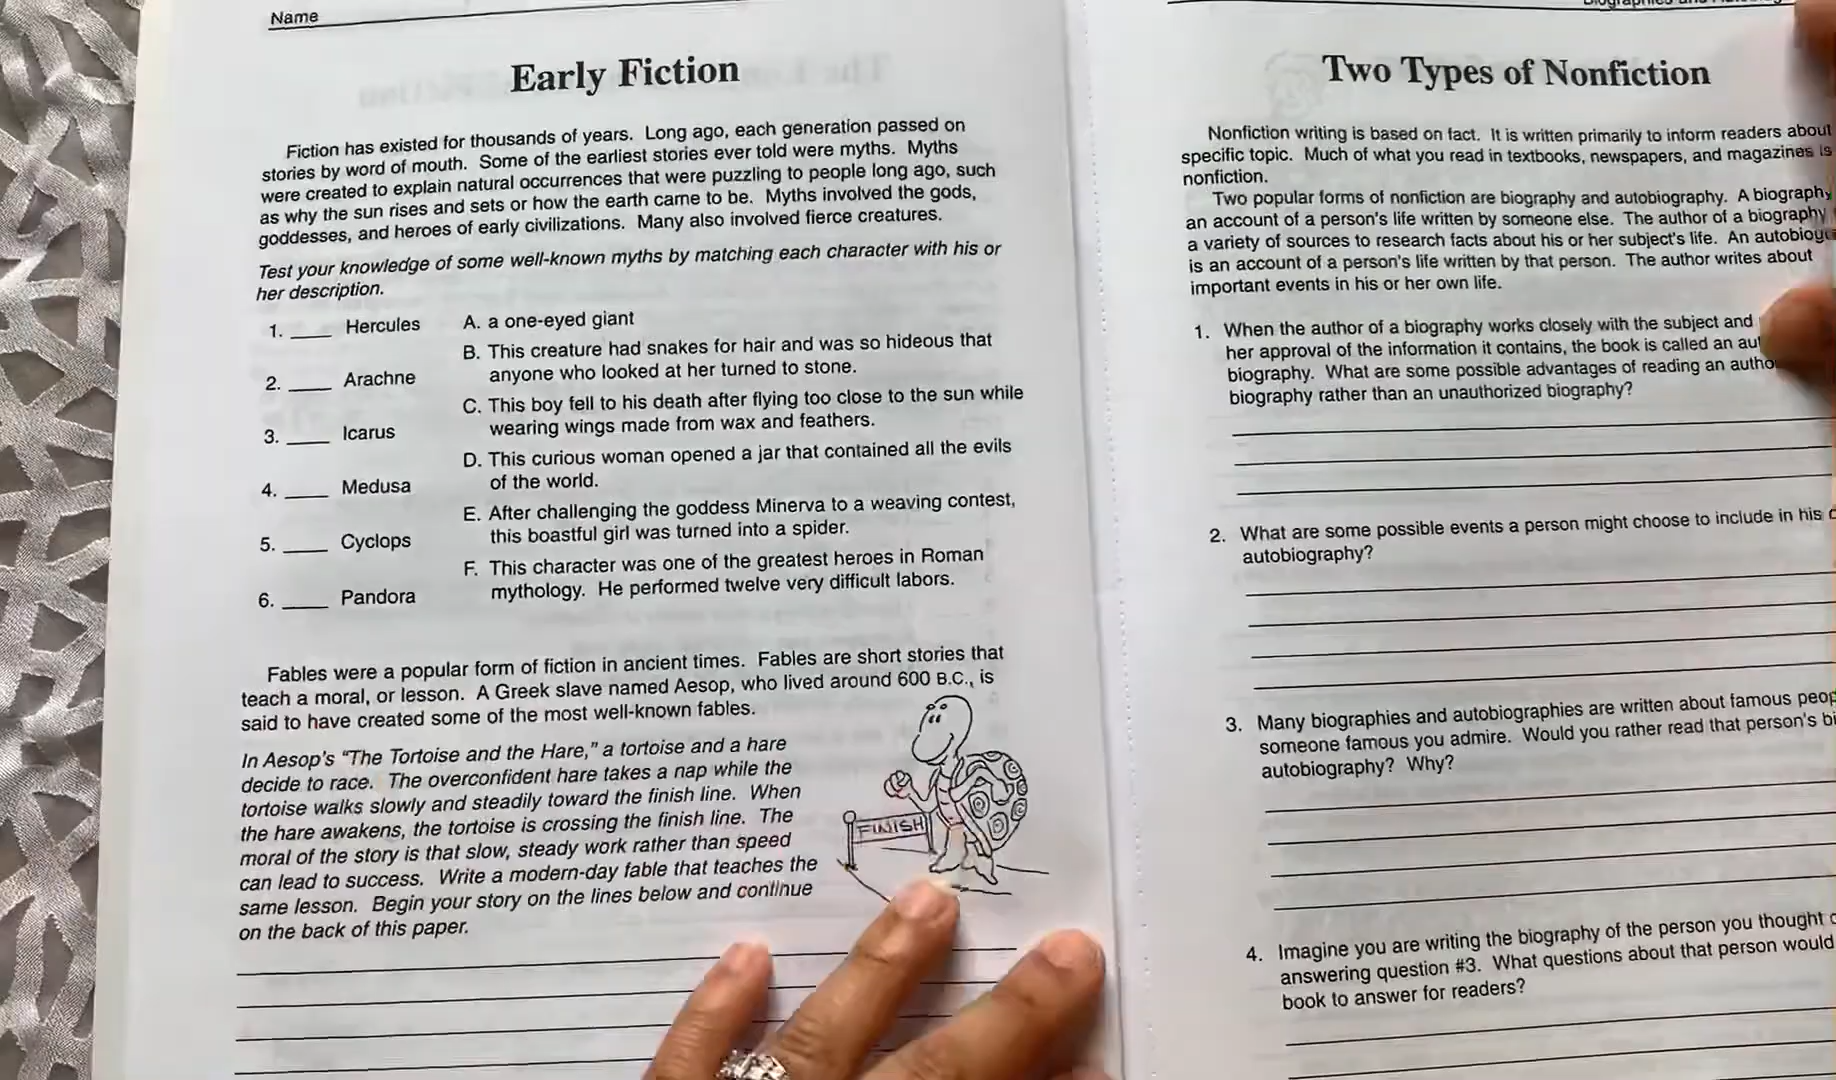 Name
Early Fiction
Fiction has existed for thousands of years. Long ago, each generation passed on
stories by word of mouth. Some of the earliest stories ever told were myths. Myths
were created to explain natural occurrences that were puzzling to people long ago, such
as why the sun rises and sets or how the earth came to be. Myths involved the gods,
goddesses, and heroes of early civilizations. Many also involved fierce creatures.
Test your knowledge of some well-known myths by matching each character with his or
her description.
1. ____ Hercules
2. ____ Arachne
3. ____ Icarus
4. ____ Medusa
5. ____ Cyclops
6. ____ Pandora
A. a one-eyed giant
B. This creature had snakes for hair and was so hideous that
anyone who looked at her turned to stone.
C. This boy fell to his death after flying too close to the sun while
wearing wings made from wax and feathers.
D. This curious woman opened a jar that contained all the evils
of the world.
E. After challenging the goddess Minerva to a weaving contest,
this boastful girl was turned into a spider.
F. This character was one of the greatest heroes in Roman
mythology. He performed twelve very difficult labors.
Fables were a popular form of fiction in ancient times. Fables are short stories that
teach a moral, or lesson. A Greek slave named Aesop, who lived around 600 B.C., is
said to have created some of the most well-known fables.
In Aesop's “The Tortoise and the Hare,” a tortoise and a hare
decide to race. The overconfident hare takes a nap while the
tortoise walks slowly and steadily toward the finish line. When
the hare awakens, the tortoise is crossing the finish line. The
moral of the story is that slow, steady work rather than speed
can lead to success. Write a modern-day fable that teaches the
same lesson. Begin your story on the lines below and continue
on the back of this paper.
FINISH
Two Types of Nonfiction
Nonfiction writing is based on fact. It is written primarily to inform readers about
specific topic. Much of what you read in textbooks, newspapers, and magazines is
nonfiction.
Two popular forms of nonfiction are biography and autobiography. A biography
an account of a person's life written by someone else. The author of a biography
a variety of sources to research facts about his or her subject's life. An
is an account of a person's life written by that person. The author writes about
important events in his or her own life.
1. When the author of a biography works closely with the subject and
her approval of the information it contains, the book is called an
biography. What are some possible advantages of reading an
biography rather than an unauthorized biography?
2. What are some possible events a person might choose to include in his
autobiography?
3. Many biographies and autobiographies are written about famous
someone famous you admire. Would you rather read that person's
autobiography? Why?
4. Imagine you are writing the biography of the person you thought
answering question #3. What questions about that person would
book to answer for readers?